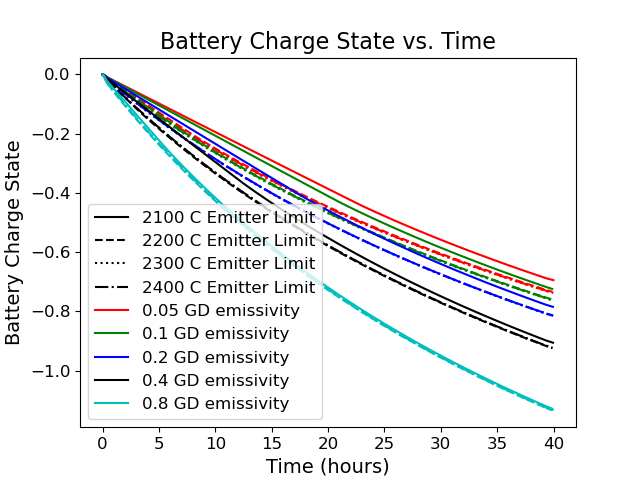 Battery Charge State vs. Time
Battery Charge State
0.0
−0.2
−0.4
−0.6
−0.8
−1.0
2100 C Emitter Limit
2200 C Emitter Limit
2300 C Emitter Limit
2400 C Emitter Limit
0.05 GD emissivity
0.1 GD emissivity
0.2 GD emissivity
0.4 GD emissivity
0.8 GD emissivity
0 5 10 15 20 25 30 35 40
Time (hours)